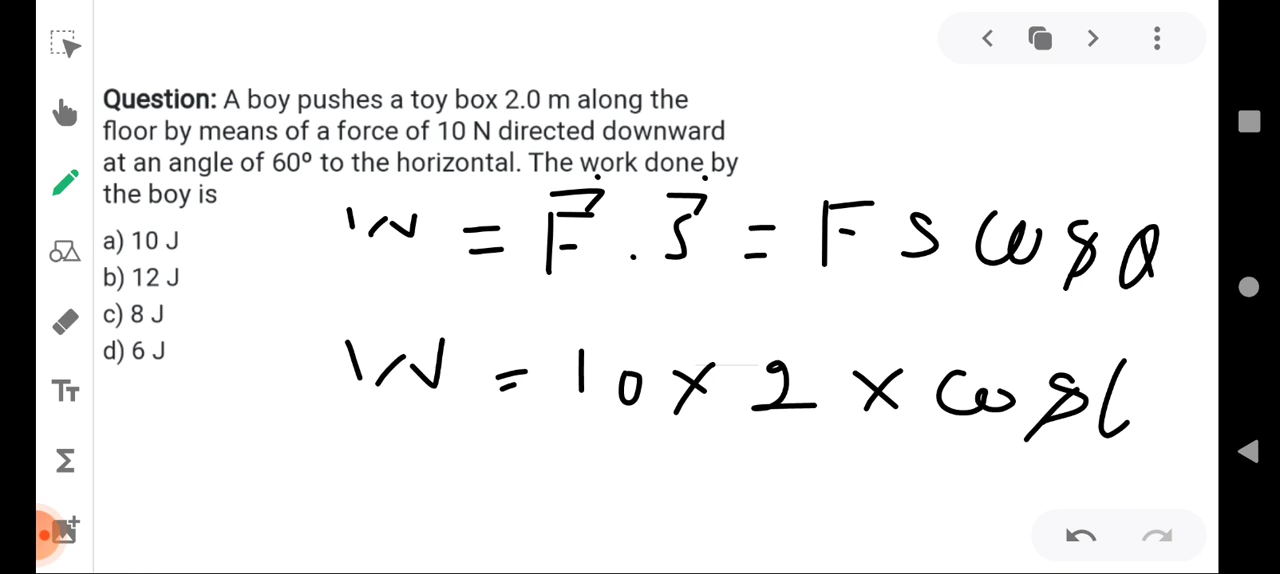 Question: A boy pushes a toy box 2.0 m along the
floor by means of a force of 10 N directed downward
at an angle of 60º to the horizontal. The work done by
the boy is
W = F⃗ . S⃗ = F s cos θ
a) 10 J
b) 12 J
c) 8 J
d) 6 J
W = 10 × 2 × cos
Tт
Σ